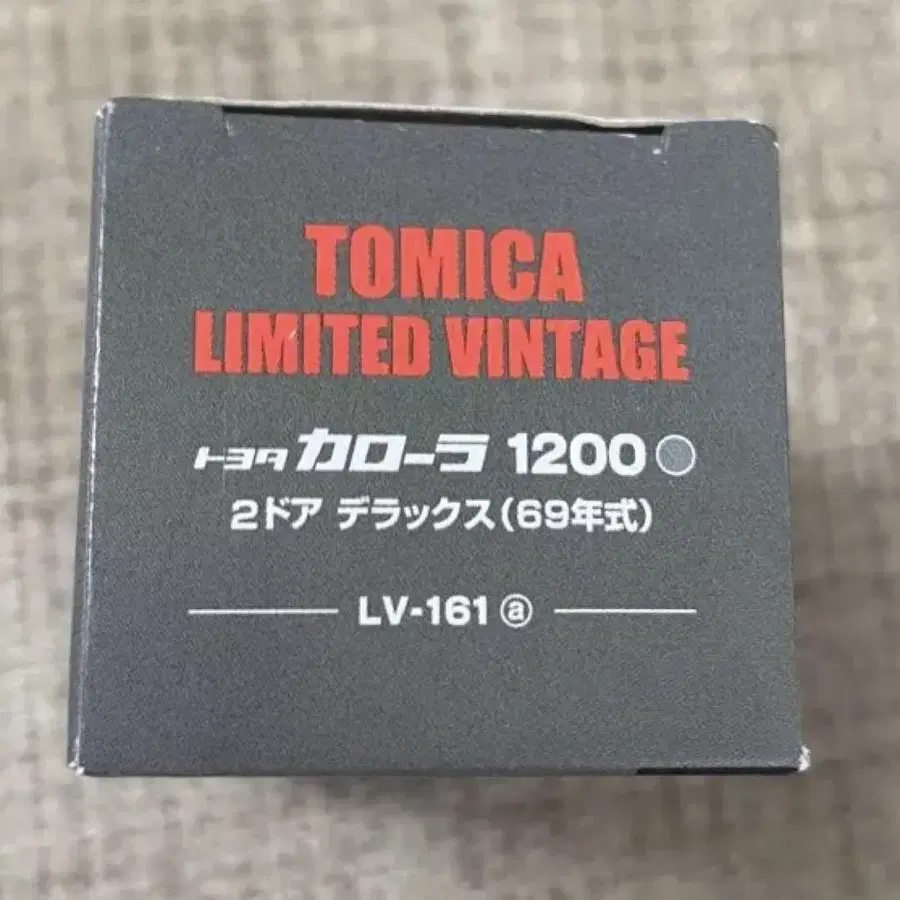 TOMICA
LIMITED VINTAGE
トヨタ カローラ 1200
2ドア デラックス(69年式)
LV-161 ⓐ